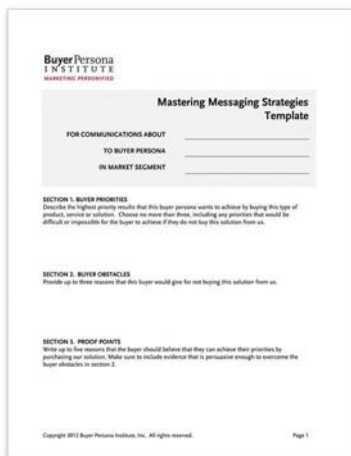 Buyer Persona
INSTITUTE
MARKETING PERSONIFIED
Mastering Messaging Strategies
Template
FOR COMMUNICATIONS ABOUT
TO BUYER PERSONA
IN MARKET SEGMENT
SECTION 1. BUYER PRIORITIES
Describe the highest priority results that this buyer persona wants to achieve by buying this type of
product, service or solution. Choose no more than three, including any priorities that would be
difficult or impossible for the buyer to achieve if they do not buy this solution from us.
SECTION 2. BUYER OBSTACLES
Provide up to three reasons that this buyer would give for not buying this solution from us.
SECTION 3. PROOF POINTS
Write up to five reasons that the buyer should believe that they can achieve their priorities by
purchasing our solution. Make sure to include evidence that is persuasive enough to overcome the
buyer obstacles in section 2.
Copyright 2012 Buyer Persona Institute, Inc. All rights reserved.
Page 1